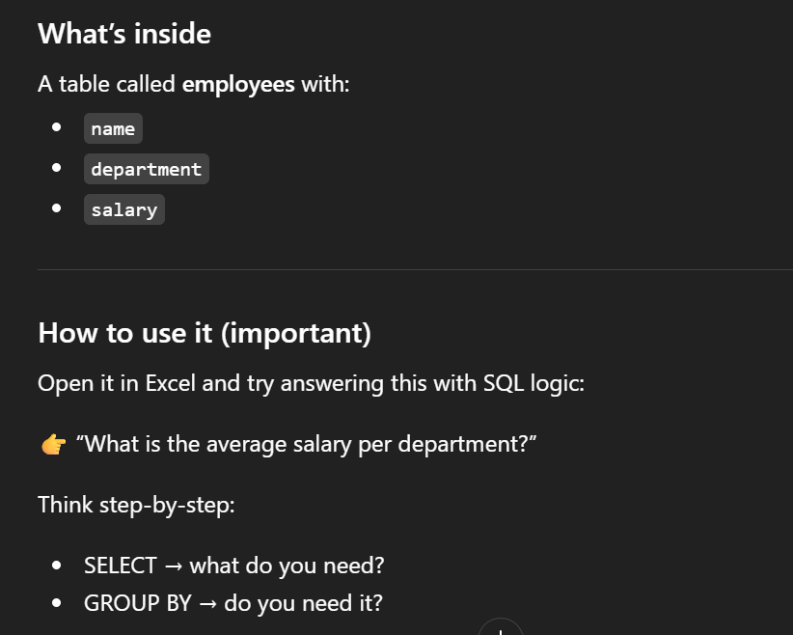 What's inside
A table called employees with:
• name
• department
• salary
How to use it (important)
Open it in Excel and try answering this with SQL logic:
👉 “What is the average salary per department?”
Think step-by-step:
• SELECT → what do you need?
• GROUP BY → do you need it?